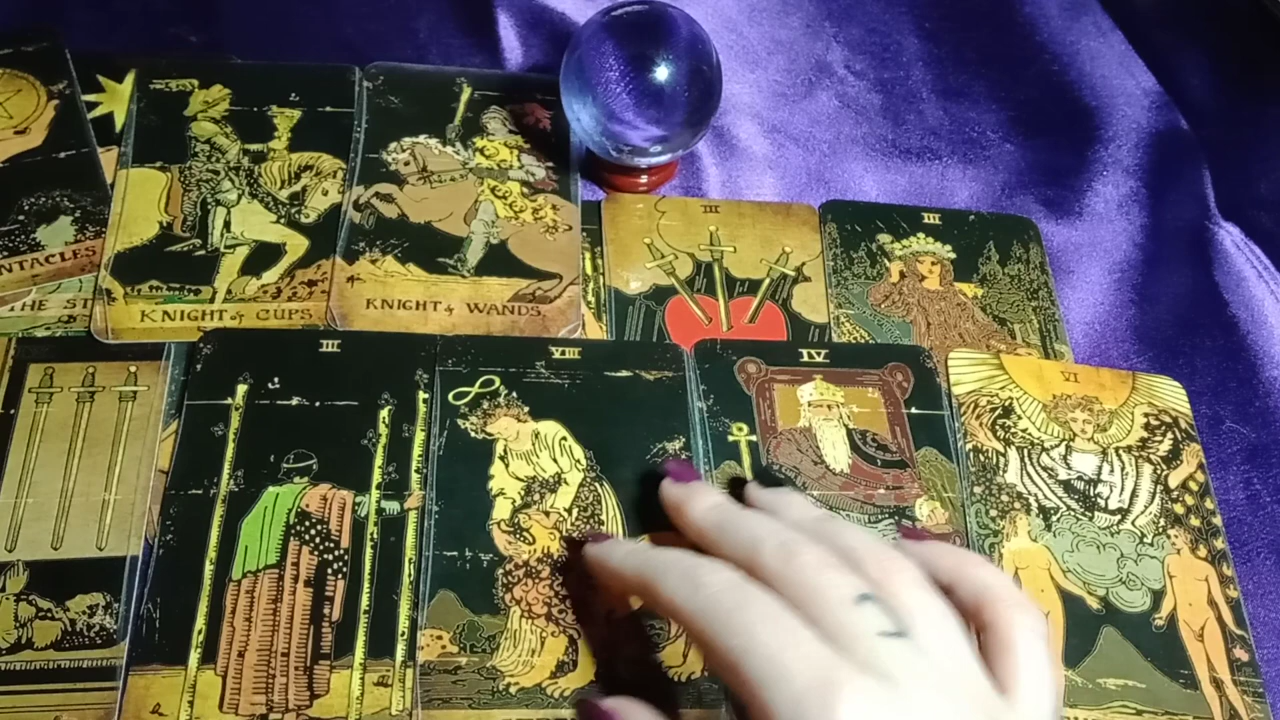 NTACLES
THE ST
KNIGHT of CUPS.
KNIGHT of WANDS.
III
III
III
VIII
IV
VI